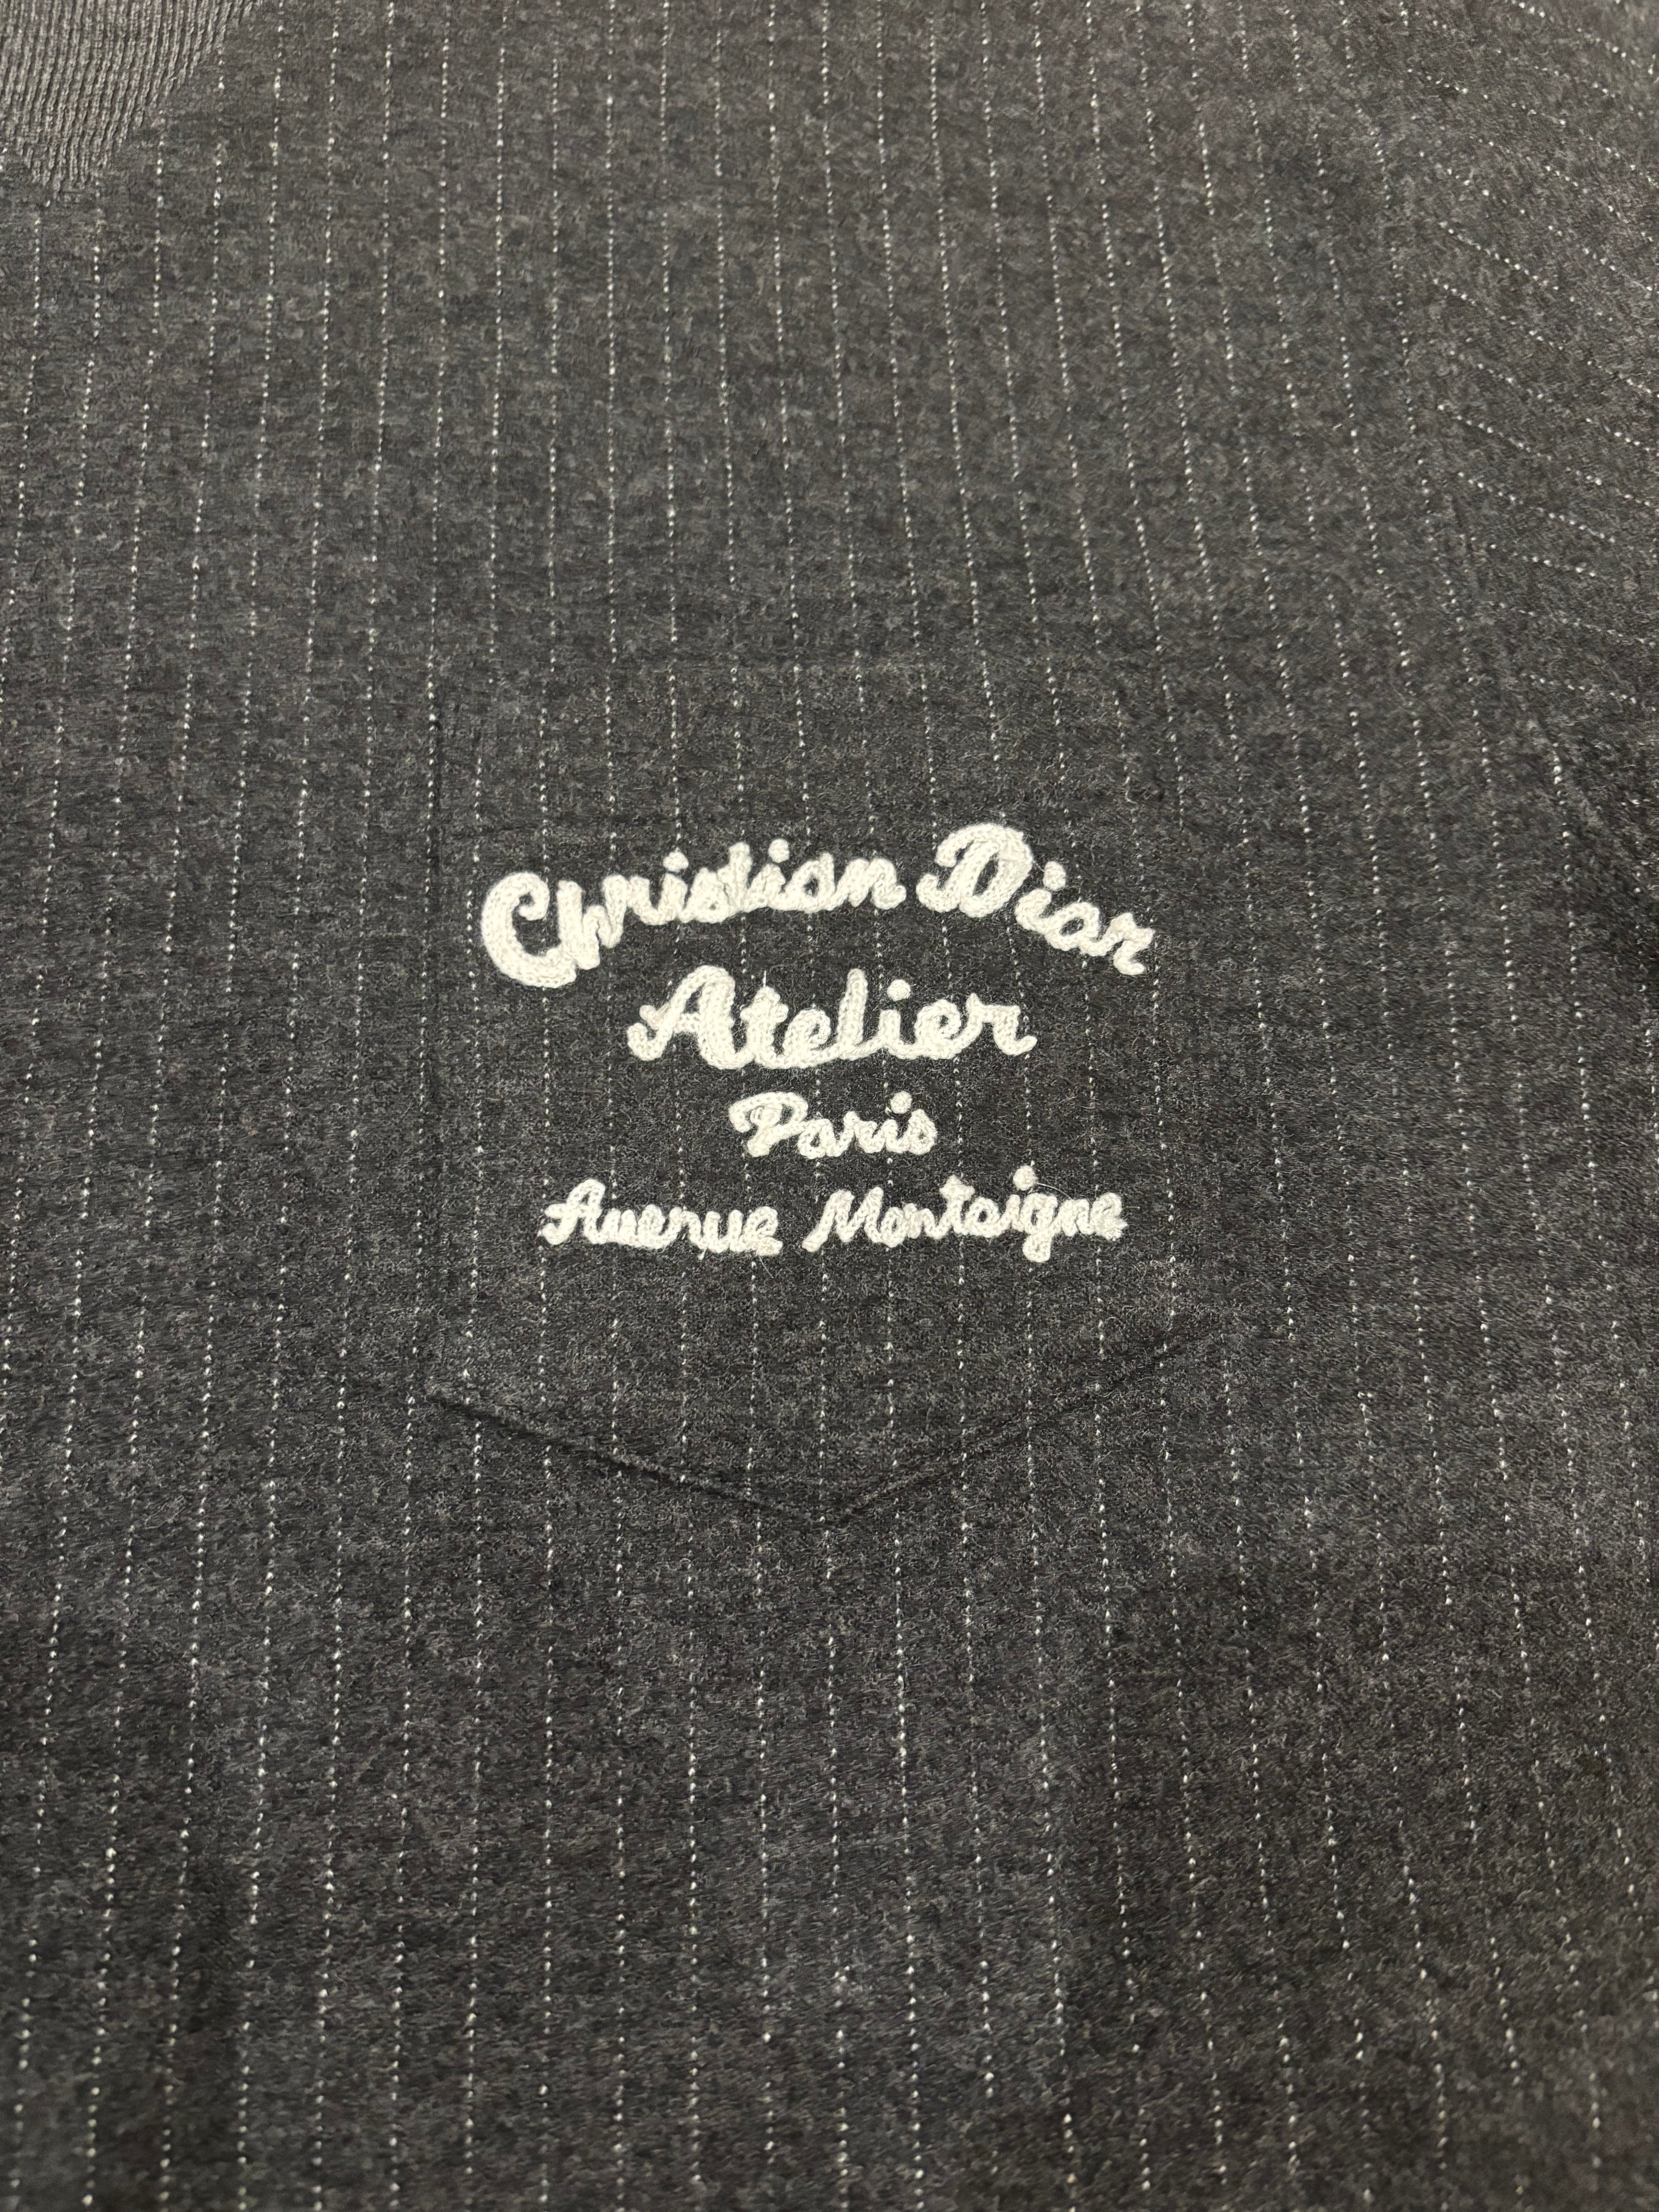 Christian Dior
Atelier
Paris
Avenue Montaigne